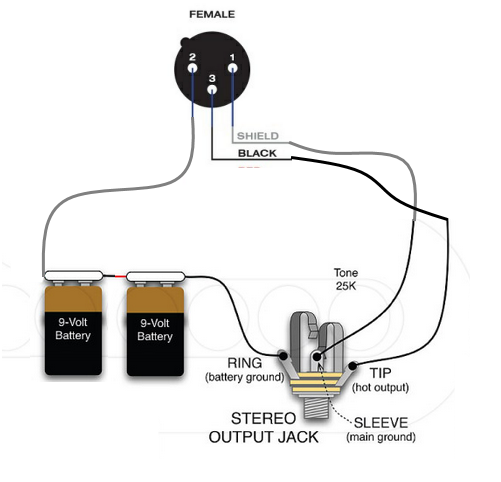 FEMALE
2
1
3
SHIELD
BLACK
Tone
25K
9-Volt
Battery
9-Volt
Battery
RING
(battery ground)
TIP
(hot output)
STEREO
OUTPUT JACK
SLEEVE
(main ground)